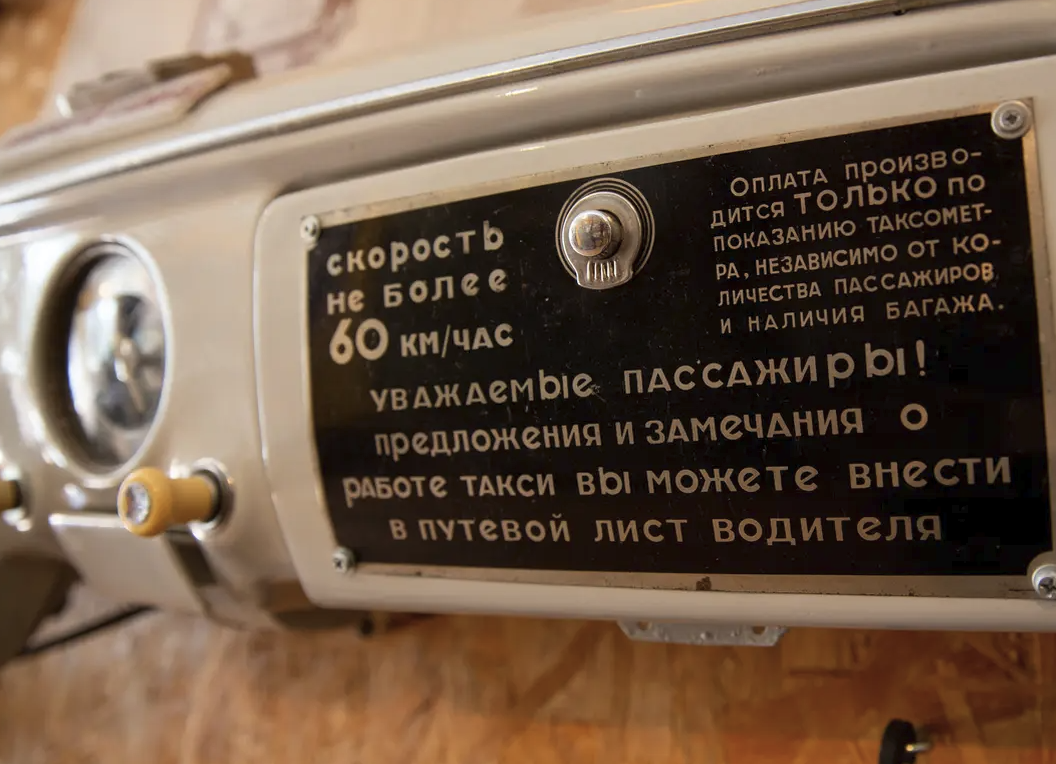 скорость
не более
60 км/час
Оплата произво-
дится только по
показанию таксомет-
ра, независимо от ко-
личества пассажиров
и наличия багажа.
уважаемые пассажиры!
предложения и замечания о
работе такси вы можете внести
в путевой лист водителя